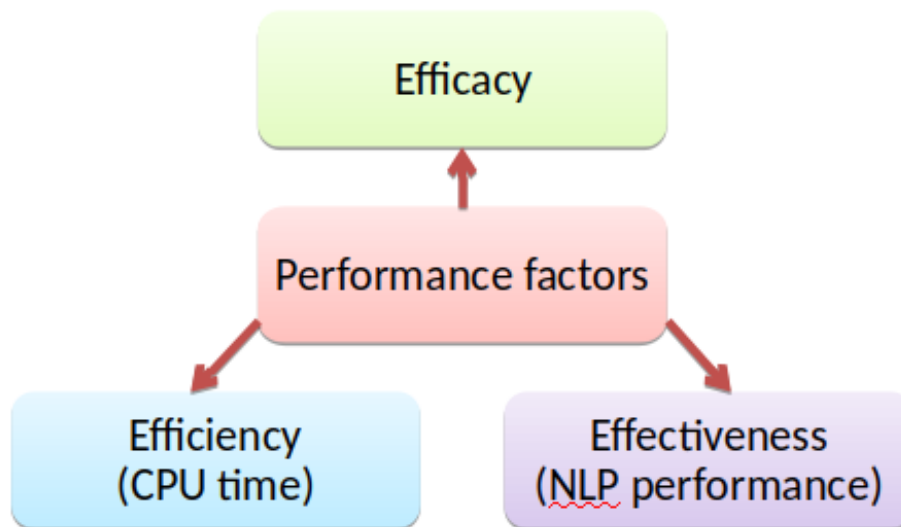 Efficacy
Performance factors
Efficiency
(CPU time)
Effectiveness
(NLP performance)